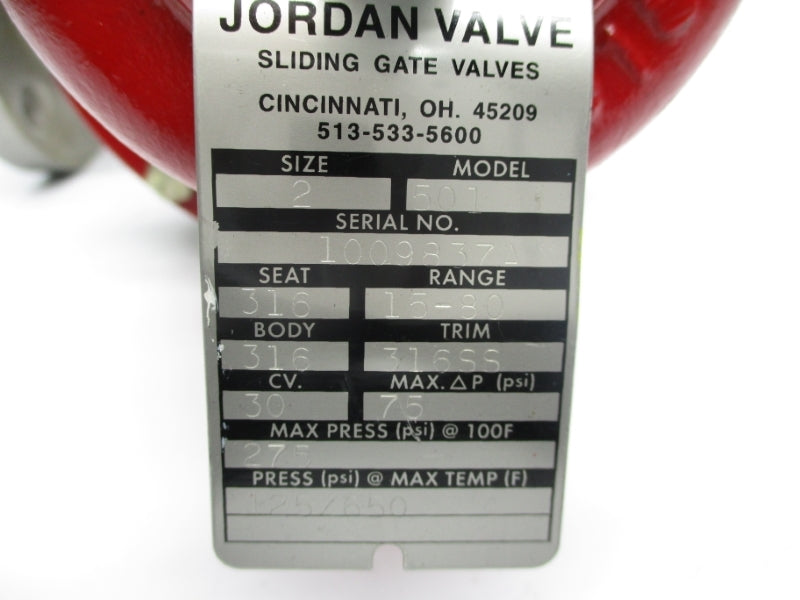 JORDAN VALVE
SLIDING GATE VALVES
CINCINNATI, OH. 45209
513-533-5600
SIZE MODEL
2 501
SERIAL NO.
SEAT RANGE
316 15-80
BODY TRIM
316 316SS
CV. MAX. △ P (psi)
30 75
MAX PRESS (psi) @ 100F
275
PRESS (psi) @ MAX TEMP (F)
125/650